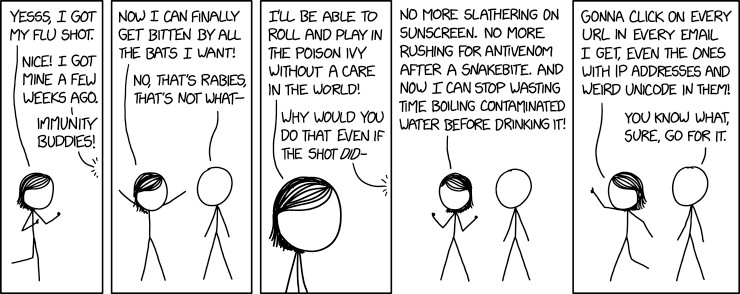 YESSS, I GOT
MY FLU SHOT.
NICE! I GOT
MINE A FEW
WEEKS AGO.
IMMUNITY
BUDDIES!
NOW I CAN FINALLY
GET BITTEN BY ALL
THE BATS I WANT!
NO, THAT'S RABIES,
THAT'S NOT WHAT—
I'LL BE ABLE TO
ROLL AND PLAY IN
THE POISON IVY
WITHOUT A CARE
IN THE WORLD!
WHY WOULD YOU
DO THAT EVEN IF
THE SHOT DID—
NO MORE SLATHERING ON
SUNSCREEN. NO MORE
RUSHING FOR ANTIVENOM
AFTER A SNAKEBITE. AND
NOW I CAN STOP WASTING
TIME BOILING CONTAMINATED
WATER BEFORE DRINKING IT!
GONNA CLICK ON EVERY
URL IN EVERY EMAIL
I GET, EVEN THE ONES
WITH IP ADDRESSES AND
WEIRD UNICODE IN THEM!
YOU KNOW WHAT,
SURE, GO FOR IT.